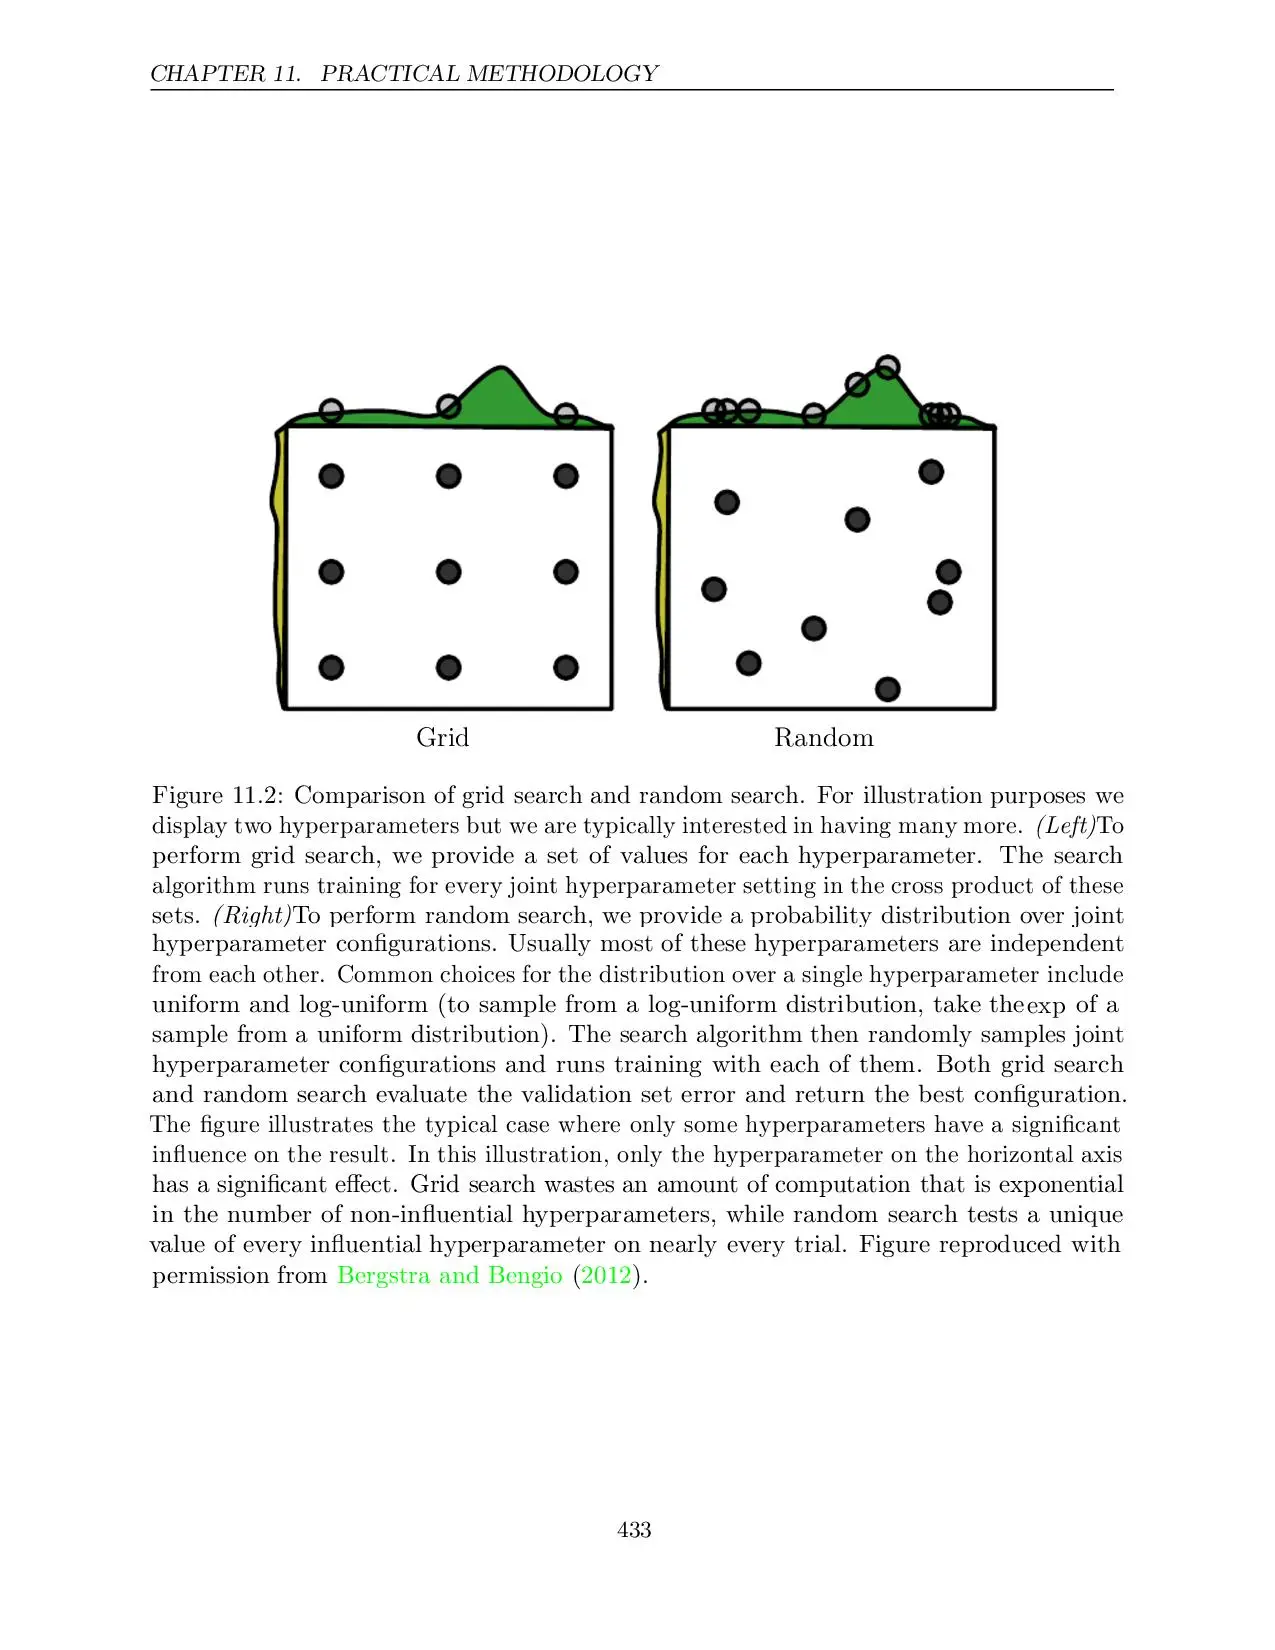 CHAPTER 11. PRACTICAL METHODOLOGY
Grid
Random
Figure 11.2: Comparison of grid search and random search. For illustration purposes we
display two hyperparameters but we are typically interested in having many more. (Left)To
perform grid search, we provide a set of values for each hyperparameter. The search
algorithm runs training for every joint hyperparameter setting in the cross product of these
sets. (Right)To perform random search, we provide a probability distribution over joint
hyperparameter configurations. Usually most of these hyperparameters are independent
from each other. Common choices for the distribution over a single hyperparameter include
uniform and log-uniform (to sample from a log-uniform distribution, take theexp of a
sample from a uniform distribution). The search algorithm then randomly samples joint
hyperparameter configurations and runs training with each of them. Both grid search
and random search evaluate the validation set error and return the best configuration.
The figure illustrates the typical case where only some hyperparameters have a significant
influence on the result. In this illustration, only the hyperparameter on the horizontal axis
has a significant effect. Grid search wastes an amount of computation that is exponential
in the number of non-influential hyperparameters, while random search tests a unique
value of every influential hyperparameter on nearly every trial. Figure reproduced with
permission from Bergstra and Bengio (2012).
433